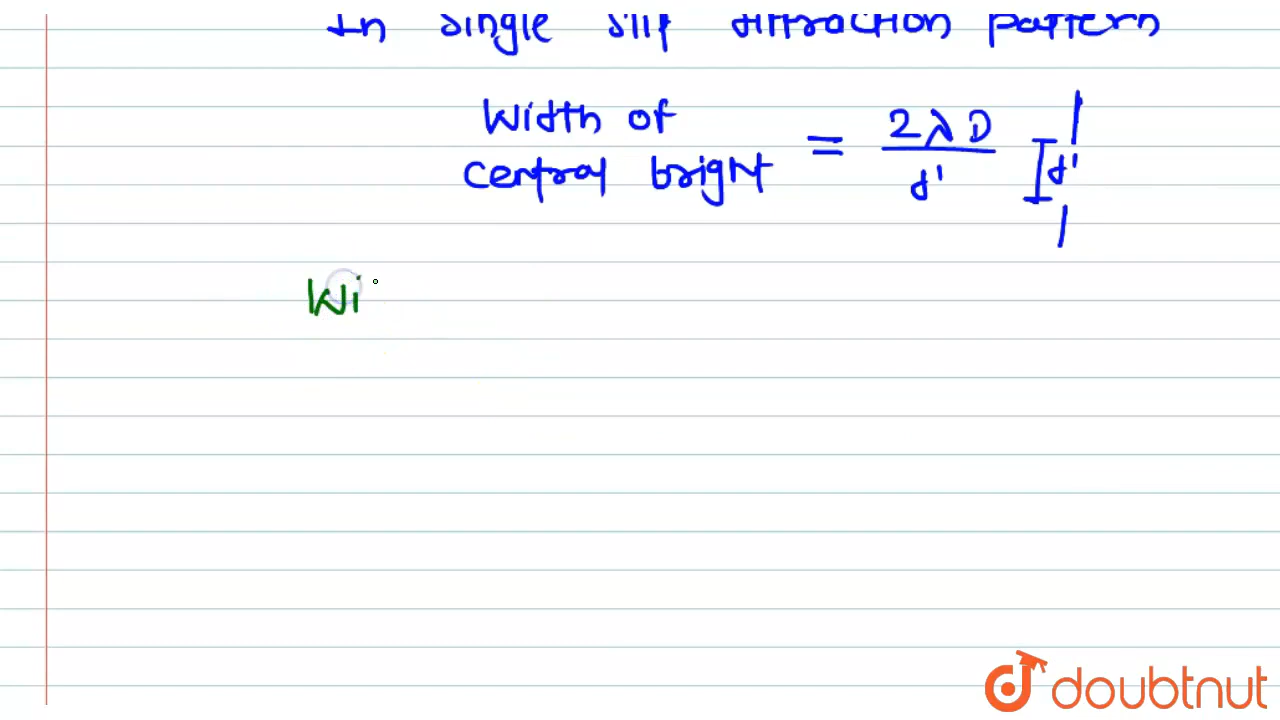 In single slit diffraction pattern
Width of
central bright = 2λD / d' d'
Wi
doubtnut